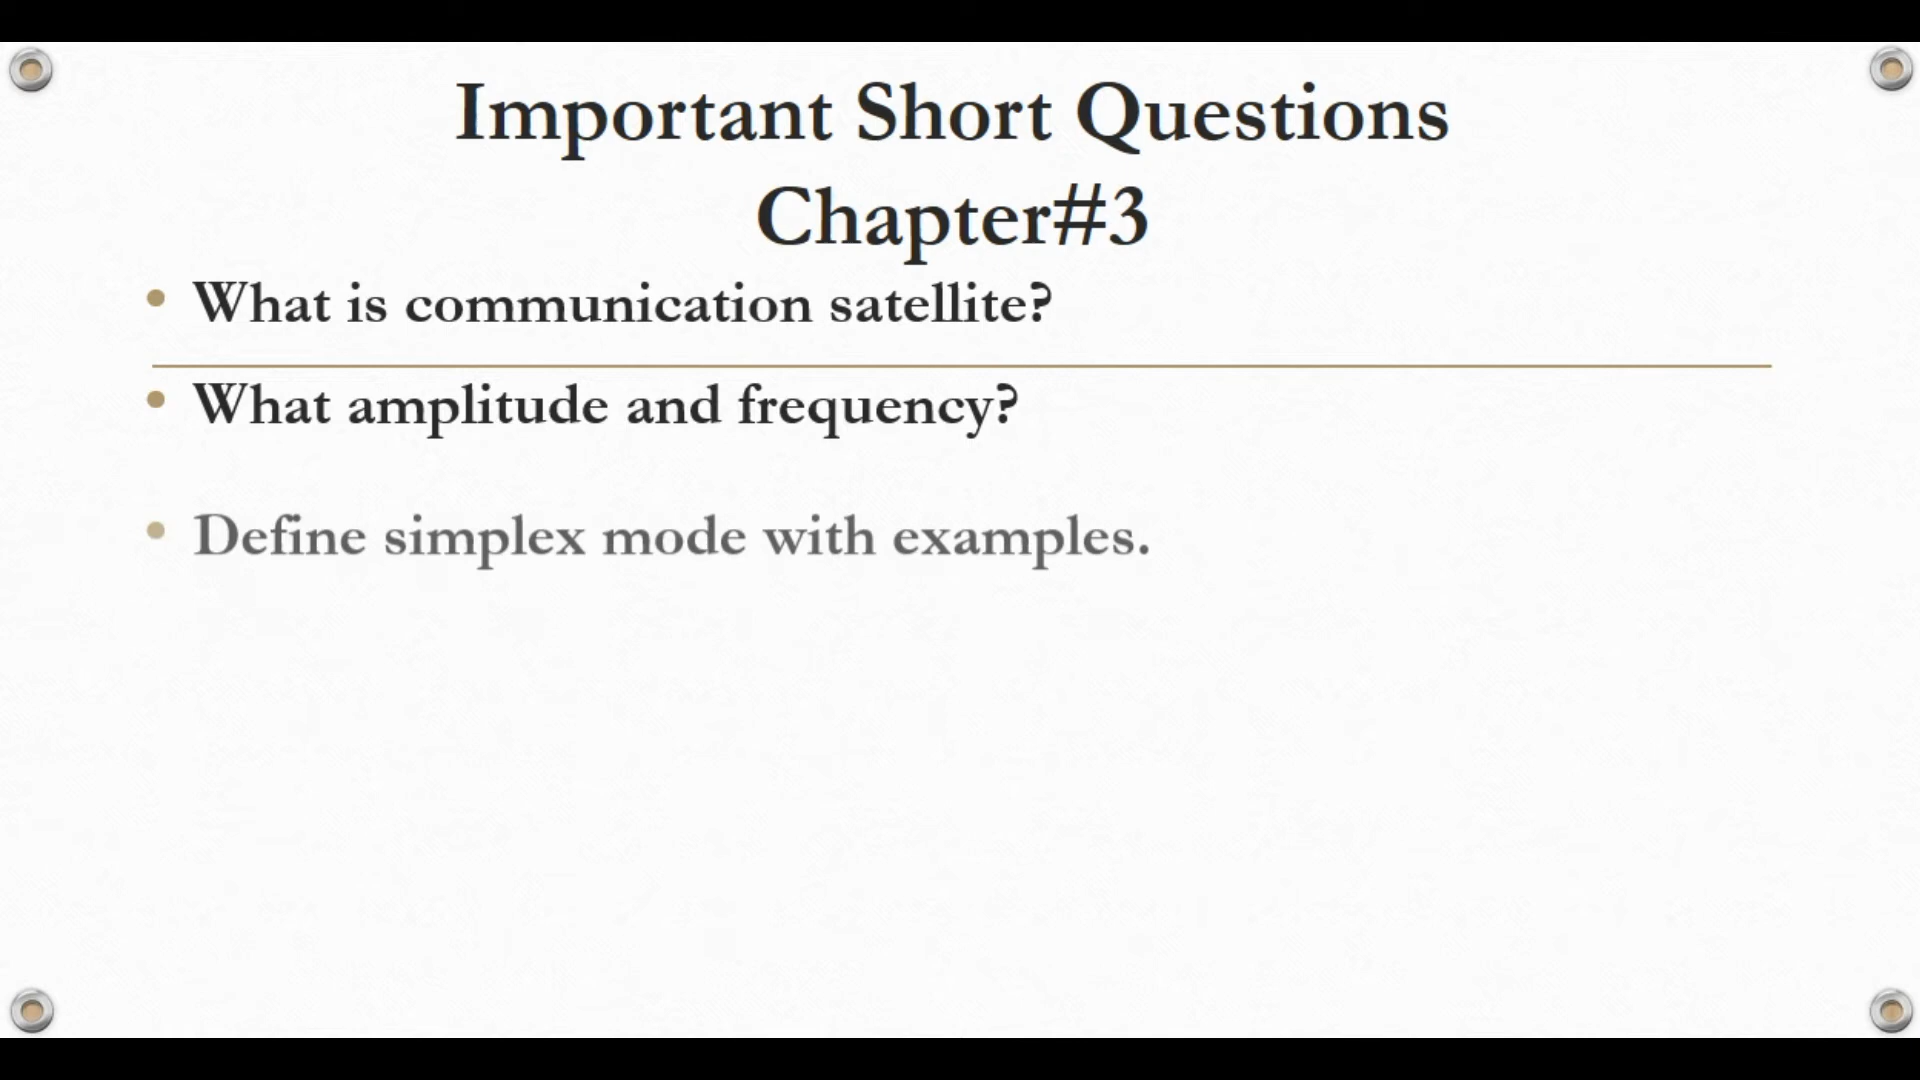 Important Short Questions
Chapter#3
• What is communication satellite?
• What amplitude and frequency?
• Define simplex mode with examples.